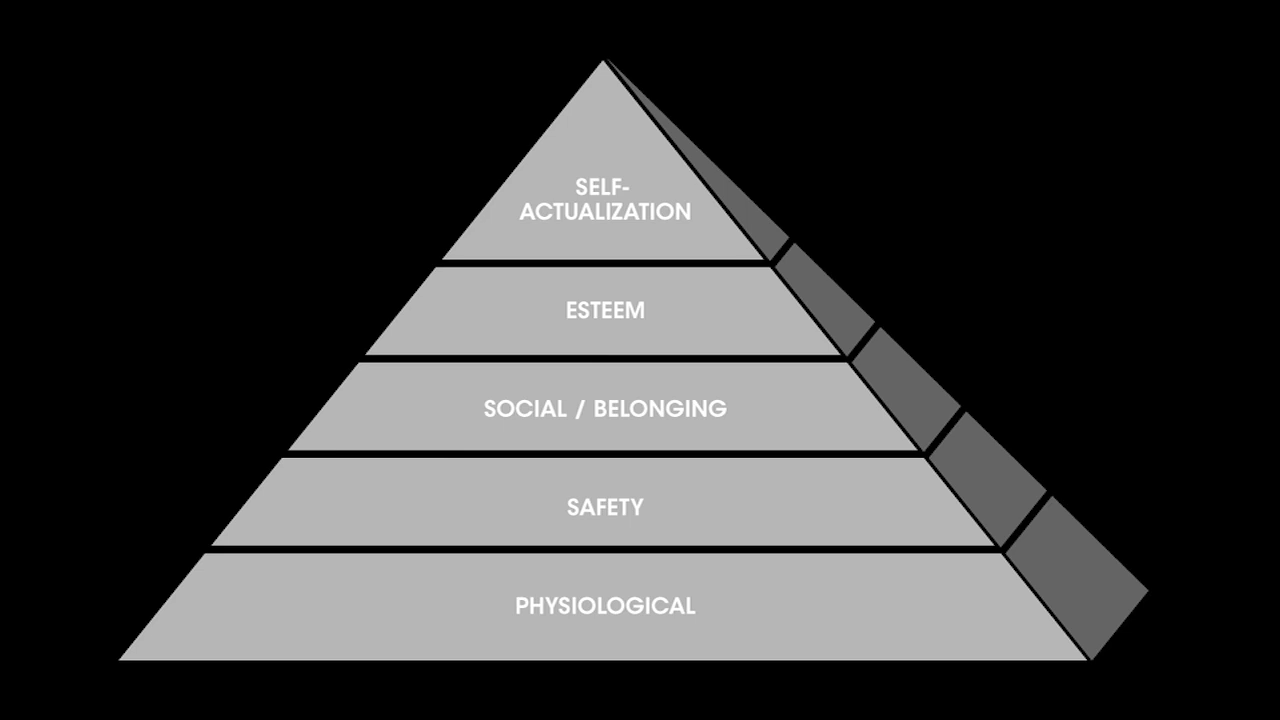 SELF-
ACTUALIZATION
ESTEEM
SOCIAL / BELONGING
SAFETY
PHYSIOLOGICAL